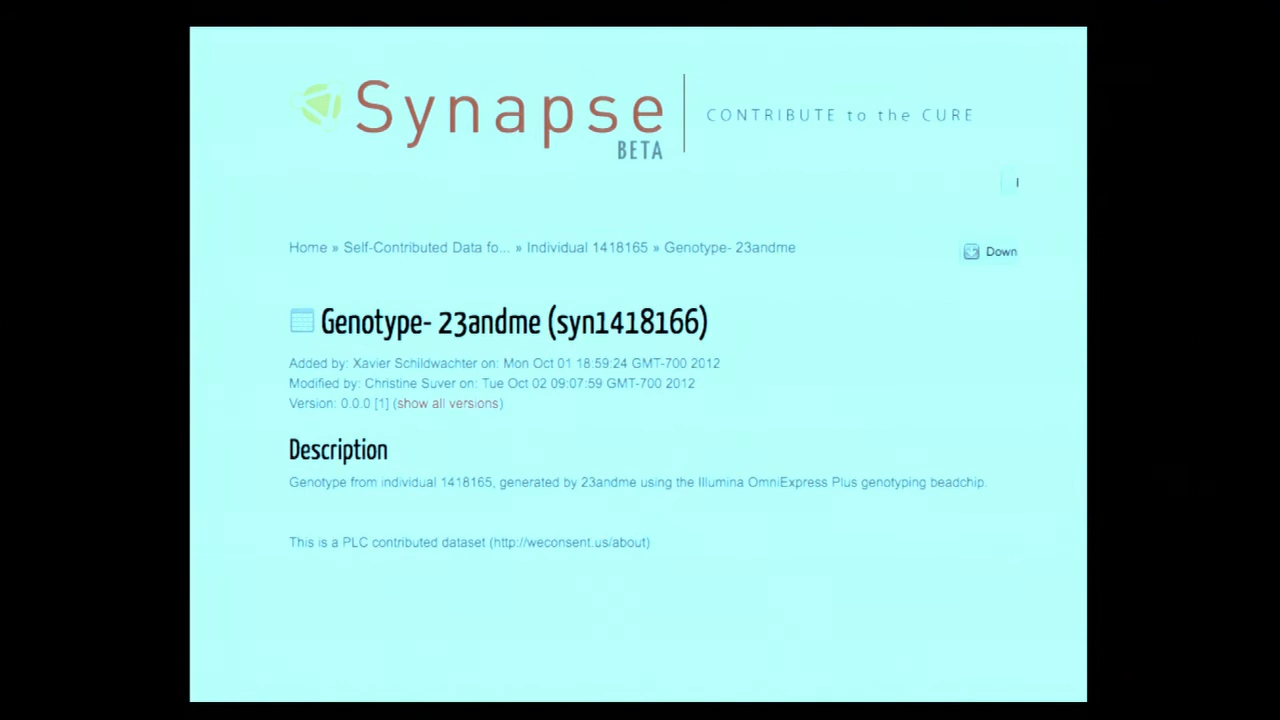 Synapse
BETA
CONTRIBUTE to the CURE
Home » Self-Contributed Data fo... » Individual 1418165 » Genotype- 23andme
Down
Genotype- 23andme (syn1418166)
Added by: Xavier Schildwachter on: Mon Oct 01 18:59:24 GMT-700 2012
Modified by: Christine Suver on: Tue Oct 02 09:07:59 GMT-700 2012
Version: 0.0.0 [1] (show all versions)
Description
Genotype from individual 1418165, generated by 23andme using the Illumina OmniExpress Plus genotyping beadchip.
This is a PLC contributed dataset (http://weconsent.us/about)